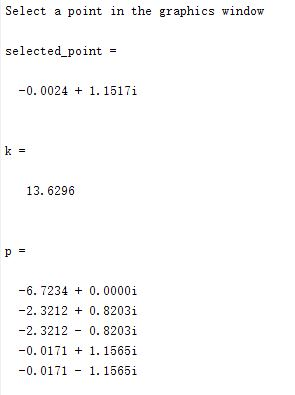 Select a point in the graphics window
selected_point =
-0.0024 + 1.1517i
k =
13.6296
p =
-6.7234 + 0.0000i
-2.3212 + 0.8203i
-2.3212 - 0.8203i
-0.0171 + 1.1565i
-0.0171 - 1.1565i